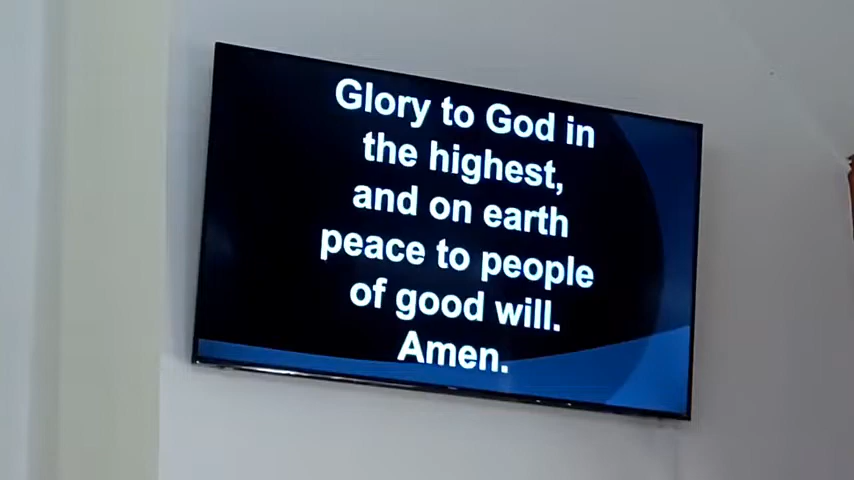 Glory to God in
the highest,
and on earth
peace to people
of good will.
Amen.